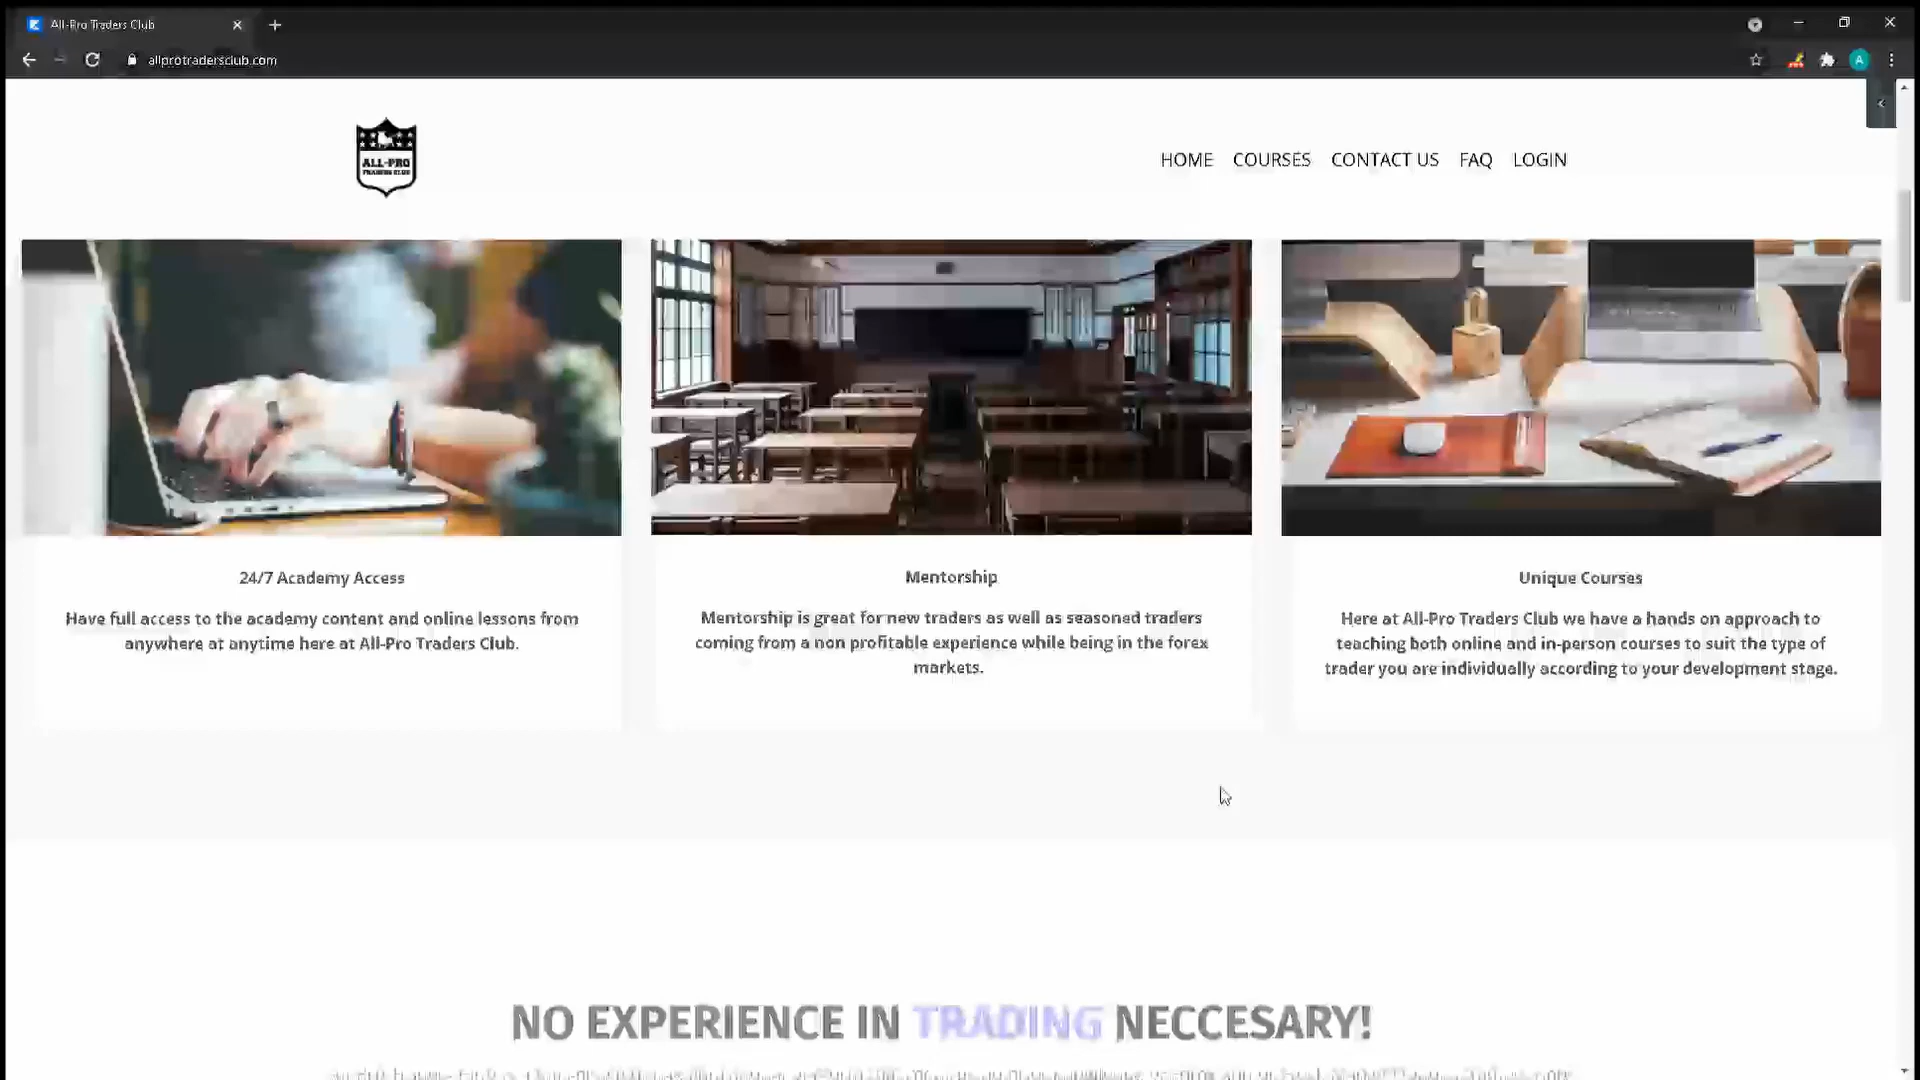 All-Pro Traders Club
allprotradersclub.com
A
ALL-PRO
TRADERS CLUB
HOME COURSES CONTACT US FAQ LOGIN
24/7 Academy Access
Have full access to the academy content and online lessons from
anywhere at anytime here at All-Pro Traders Club.
Mentorship
Mentorship is great for new traders as well as seasoned traders
coming from a non profitable experience while being in the forex
markets.
Unique Courses
Here at All-Pro Traders Club we have a hands on approach to
teaching both online and in-person courses to suit the type of
trader you are individually according to your development stage.
NO EXPERIENCE IN TRADING NECCESARY!